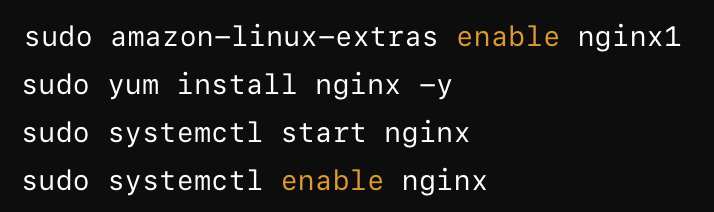 sudo amazon-linux-extras enable nginx1
sudo yum install nginx -y
sudo systemctl start nginx
sudo systemctl enable nginx